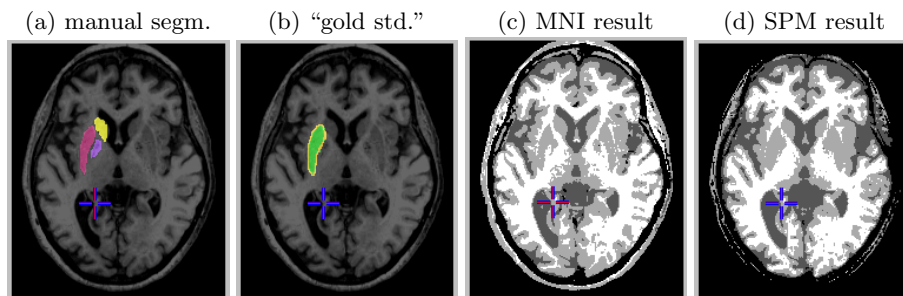 (a) manual segm. (b) “gold std.” (c) MNI result (d) SPM result